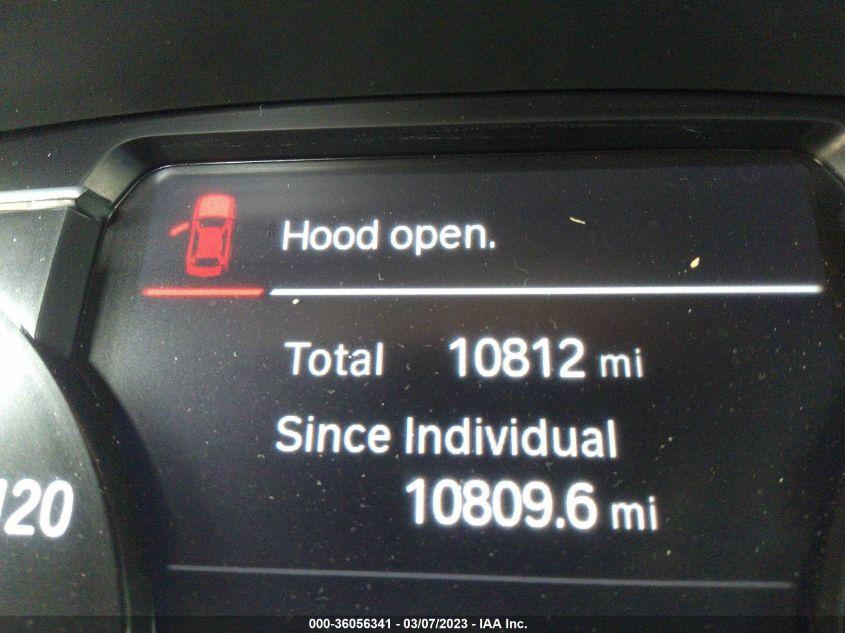 Hood open.
Total 10812 mi
Since Individual
10809.6 mi
120
000-36056341 - 03/07/2023 - IAA Inc.